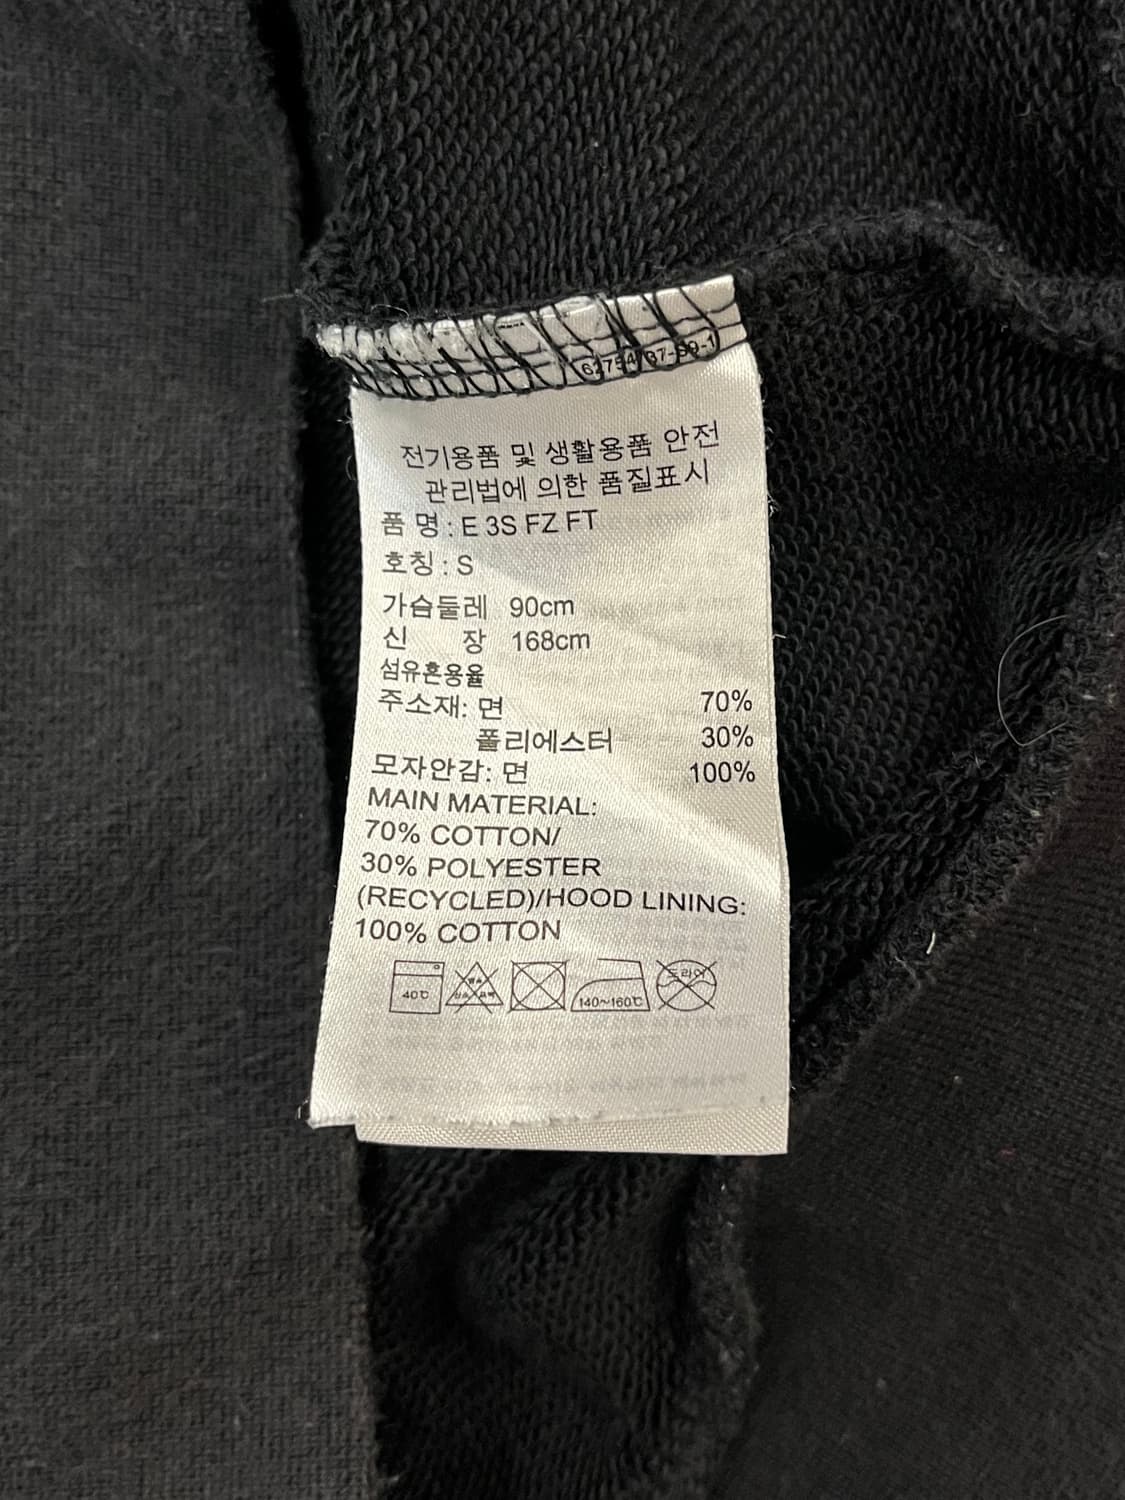 전기용품 및 생활용품 안전
관리법에 의한 품질표시
품 명 : E 3S FZ FT
호칭 : S
가슴둘레 90cm
신 장 168cm
섬유혼용율
주소재: 면 70%
폴리에스터 30%
모자안감: 면 100%
MAIN MATERIAL:
70% COTTON/
30% POLYESTER
(RECYCLED)/HOOD LINING:
100% COTTON
40℃ 140~160℃ 드라이